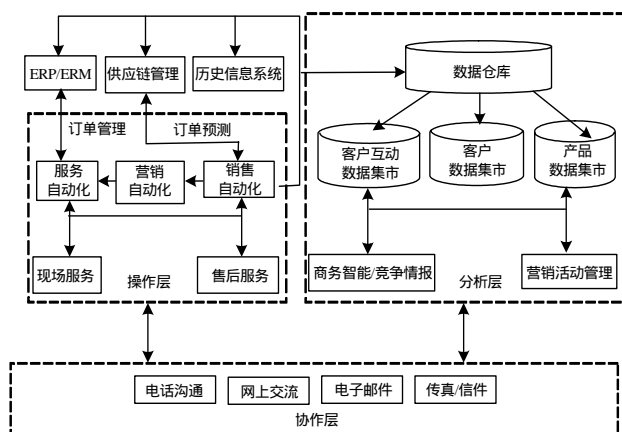 ERP/ERM
供应链管理
历史信息系统
数据仓库
订单管理
订单预测
服务
自动化
营销
自动化
销售
自动化
客户互动
数据集市
客户
数据集市
产品
数据集市
现场服务
操作层
售后服务
商务智能/竞争情报
分析层
营销活动管理
电话沟通
网上交流
电子邮件
传真/信件
协作层